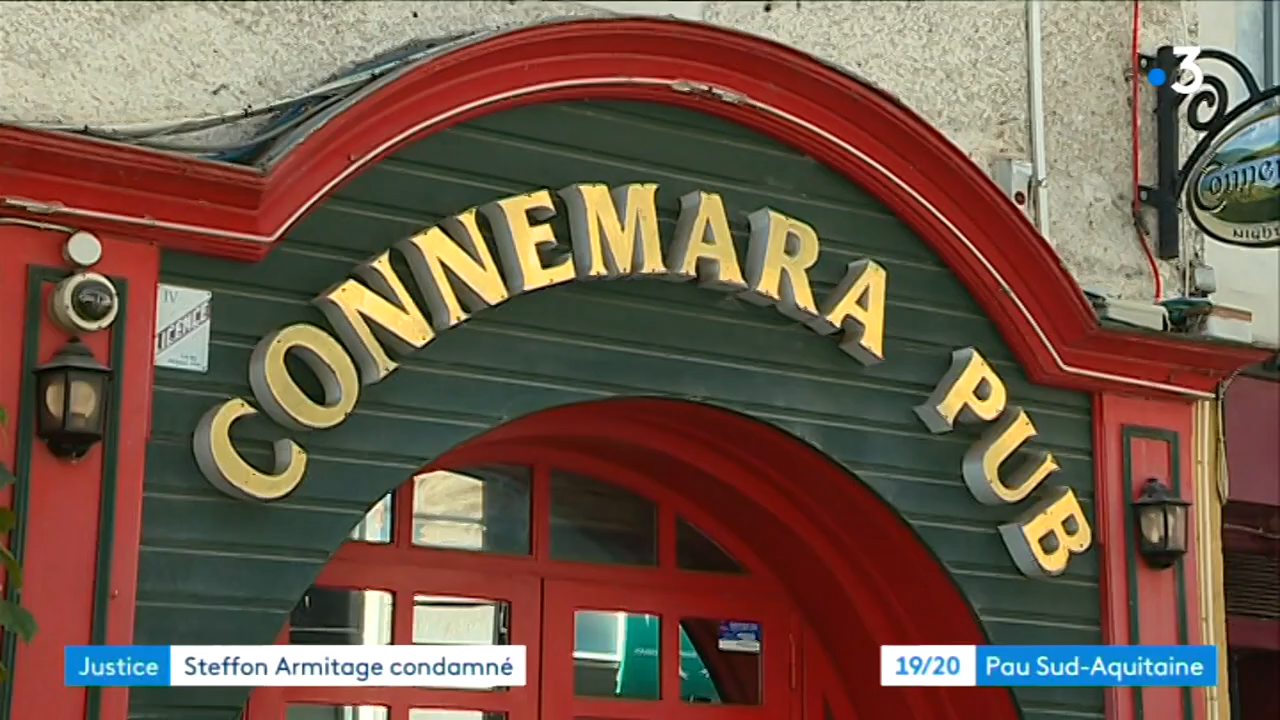 3
CONNEMARA PUB
IV
LICENCE
Justice
Steffon Armitage condamné
19/20
Pau Sud-Aquitaine